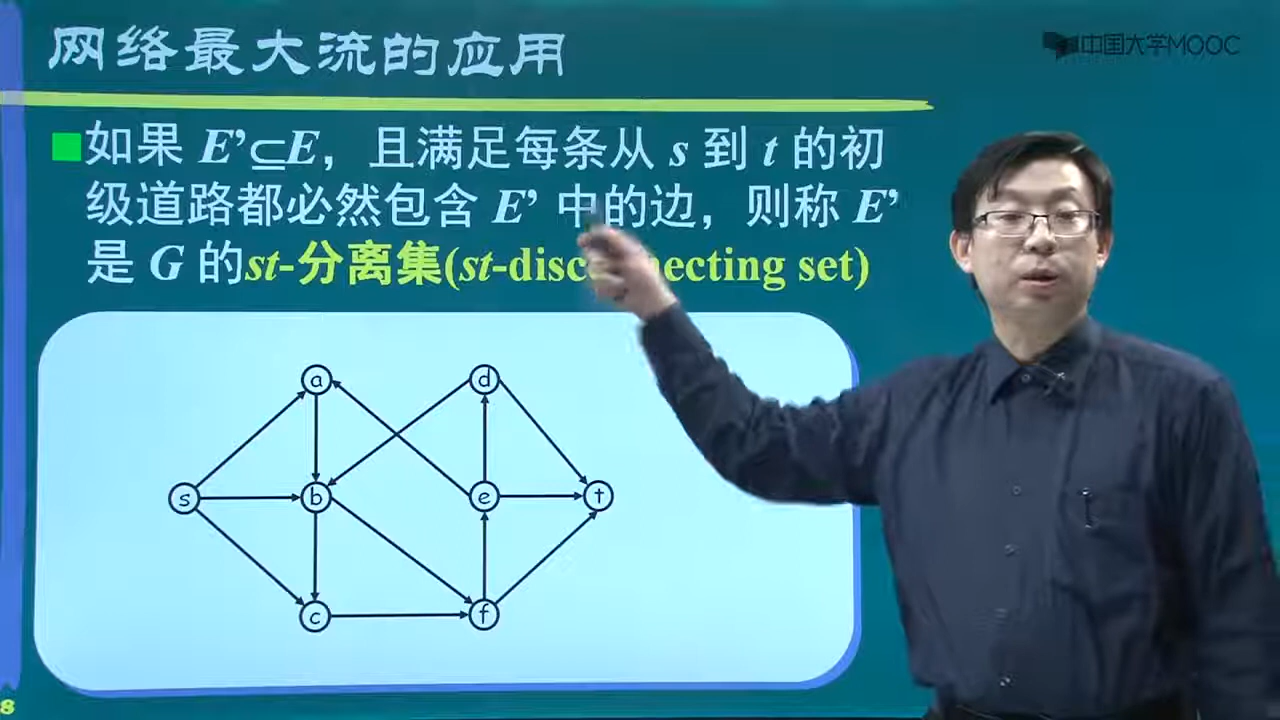 网络最大流的应用
中国大学MOOC
如果 E’⊆E，且满足每条从 s 到 t 的初
级道路都必然包含 E’ 中的边，则称 E’
是 G 的st-分离集(st-disc necting set)
a
d
s
b
e
t
c
f
8